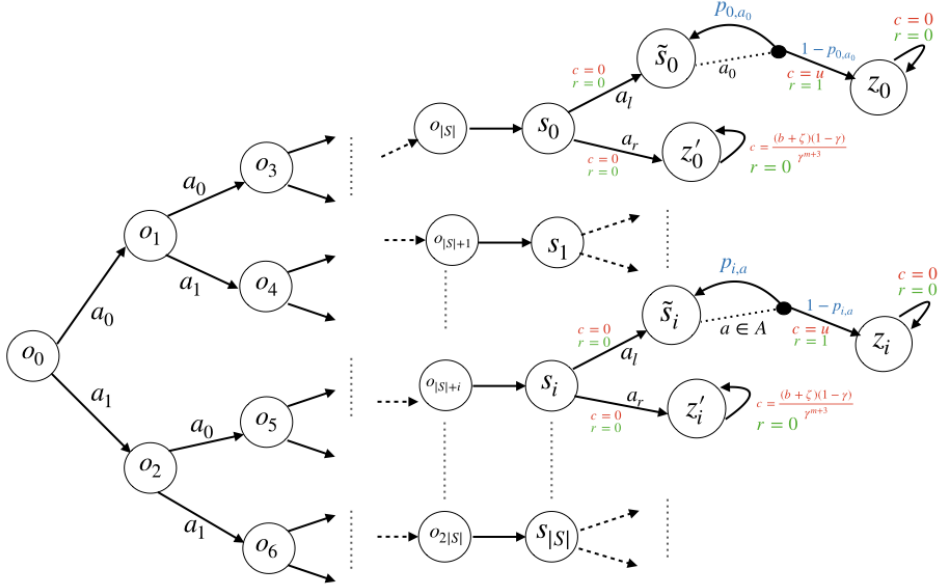 p_{0,a_0}
c = 0
r = 0
s̃_0
1 − p_{0,a_0}
a_0
c = 0
r = 0
c = u
r = 1
z_0
a_l
o_{|S|}
s_0
a_r
o_3
c = 0
r = 0
z'_0
c = \frac{(b + ζ)(1 − γ)}{γ^{m+3}}
r = 0
a_0
o_1
o_{|S|+1}
s_1
a_1
o_4
p_{i,a}
c = 0
r = 0
a_0
s̃_i
1 − p_{i,a}
a ∈ A
c = 0
r = 0
c = u
r = 1
z_i
o_0
a_l
o_{|S|+i}
s_i
a_r
a_1
c = 0
r = 0
z'_i
c = \frac{(b + ζ)(1 − γ)}{γ^{m+3}}
r = 0
a_0
o_5
o_2
a_1
o_6
o_{2|S|}
s_{|S|}